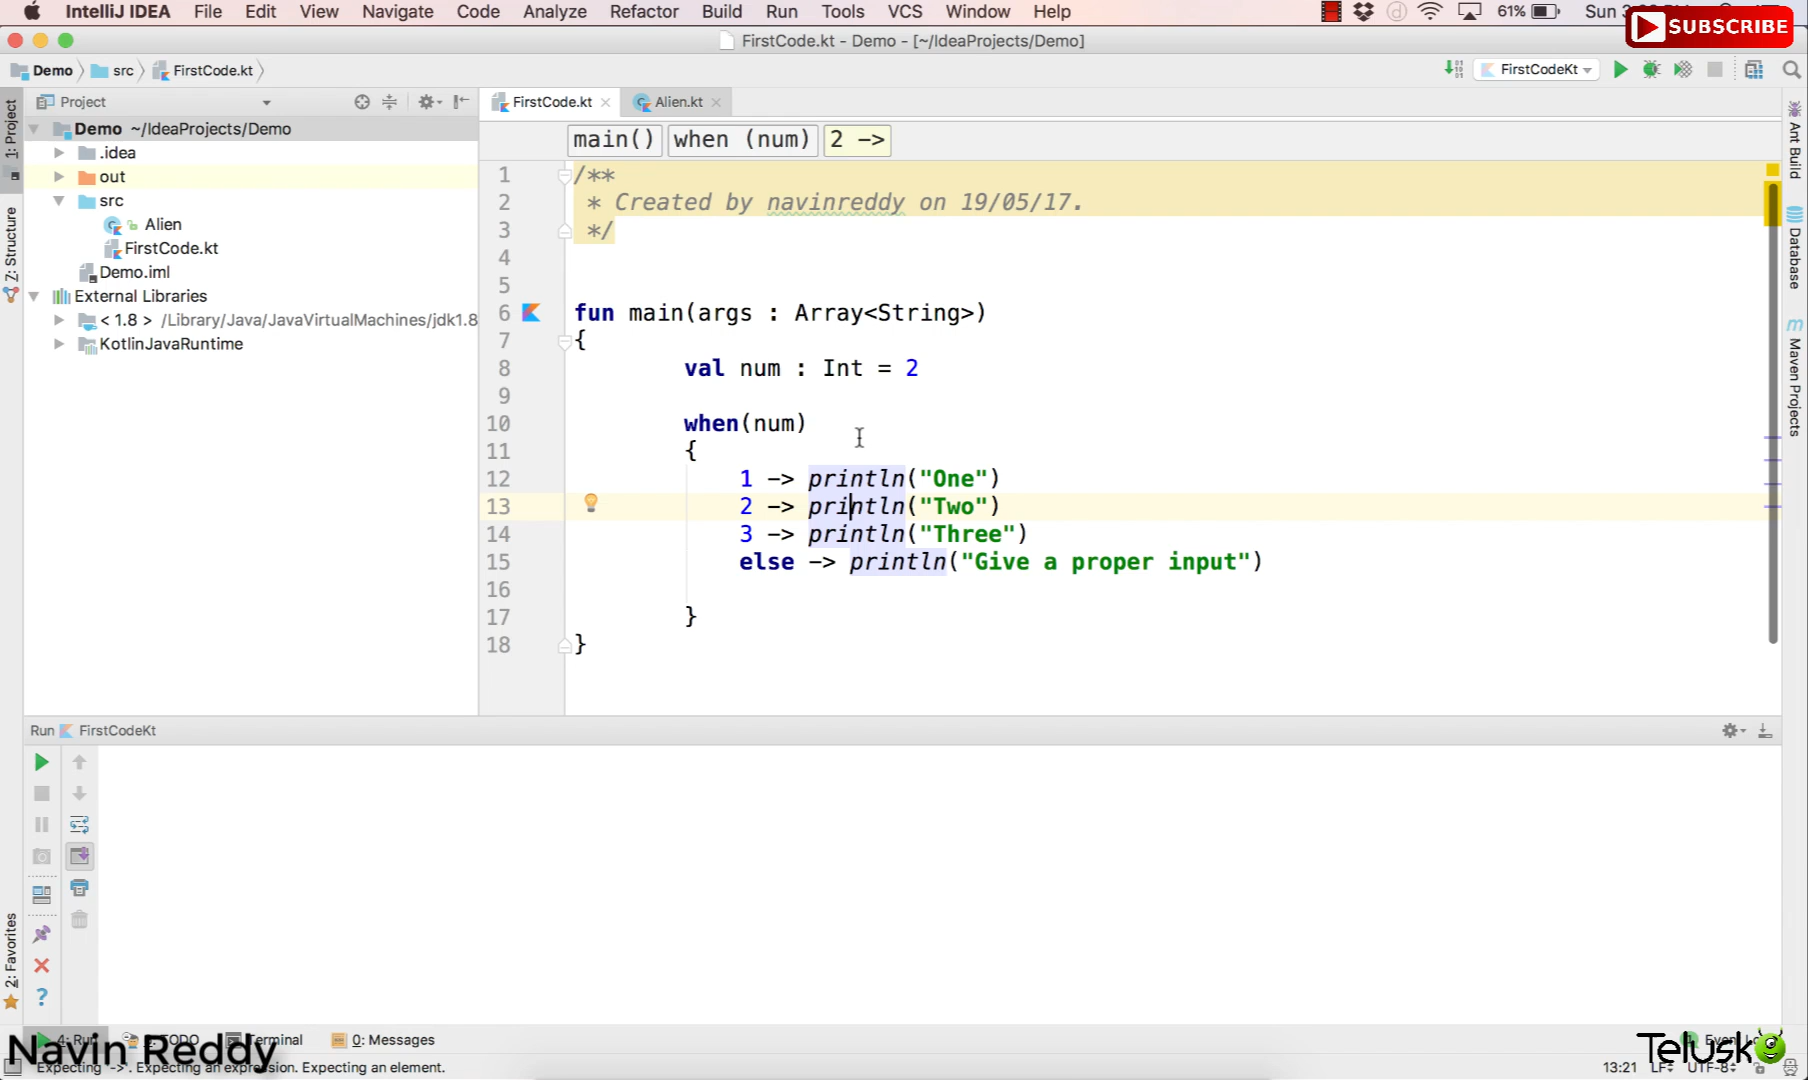 IntelliJ IDEA File Edit View Navigate Code Analyze Refactor Build Run Tools VCS Window Help 61% Sun
SUBSCRIBE
FirstCode.kt - Demo - [~/IdeaProjects/Demo]
Demo src FirstCode.kt FirstCodeKt
Project FirstCode.kt Alien.kt
1: Project
Z: Structure
2: Favorites
Demo ~/IdeaProjects/Demo
.idea
out
src
Alien
FirstCode.kt
Demo.iml
External Libraries
< 1.8 > /Library/Java/JavaVirtualMachines/jdk1.8
KotlinJavaRuntime
main() when (num) 2 ->
1 /**
2 * Created by navinreddy on 19/05/17.
3 */
4
5
6 fun main(args : Array<String>)
7 {
8 val num : Int = 2
9
10 when(num)
11 {
12 1 -> println("One")
13 2 -> println("Two")
14 3 -> println("Three")
15 else -> println("Give a proper input")
16
17 }
18 }
Ant Build
Database
Maven Projects
Run FirstCodeKt
4: Run TODO Terminal 0: Messages
Navin Reddy
Telusko
Expecting '->'. Expecting an expression. Expecting an element. 13:21 LF UTF-8